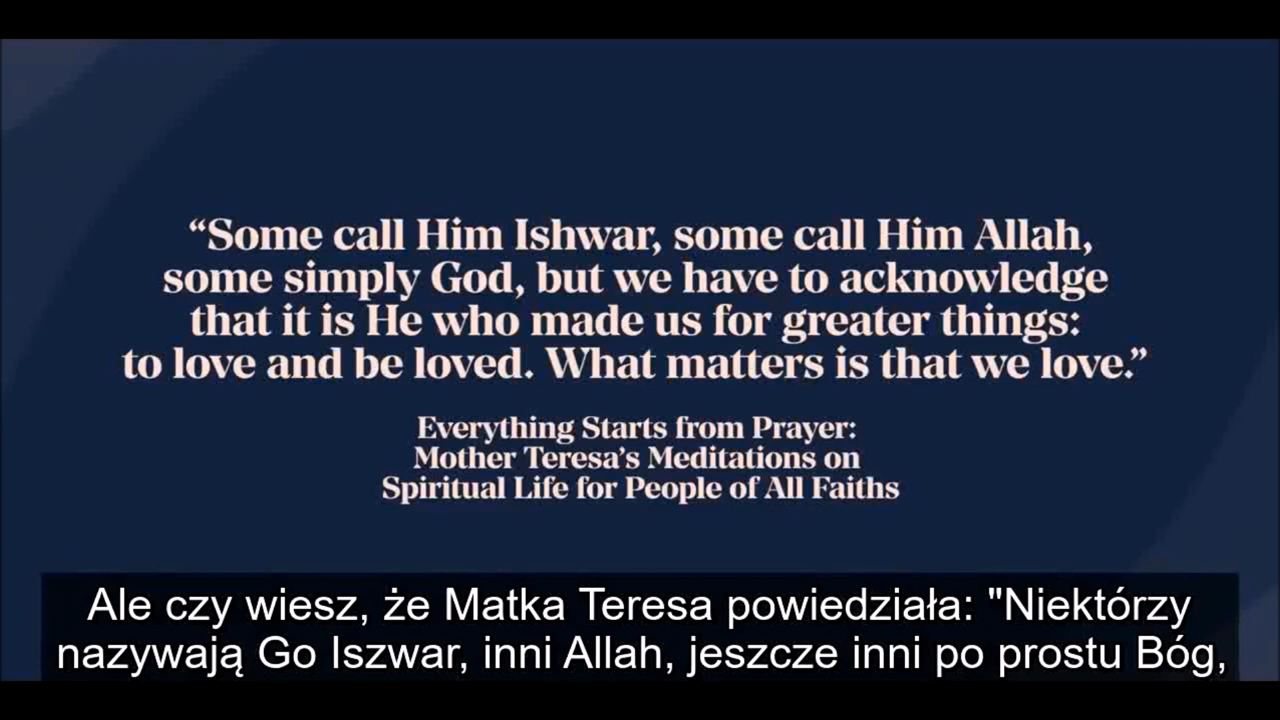 “Some call Him Ishwar, some call Him Allah,
some simply God, but we have to acknowledge
that it is He who made us for greater things:
to love and be loved. What matters is that we love.”
Everything Starts from Prayer:
Mother Teresa’s Meditations on
Spiritual Life for People of All Faiths
Ale czy wiesz, że Matka Teresa powiedziała: "Niektórzy
nazywają Go Iszwar, inni Allah, jeszcze inni po prostu Bóg,